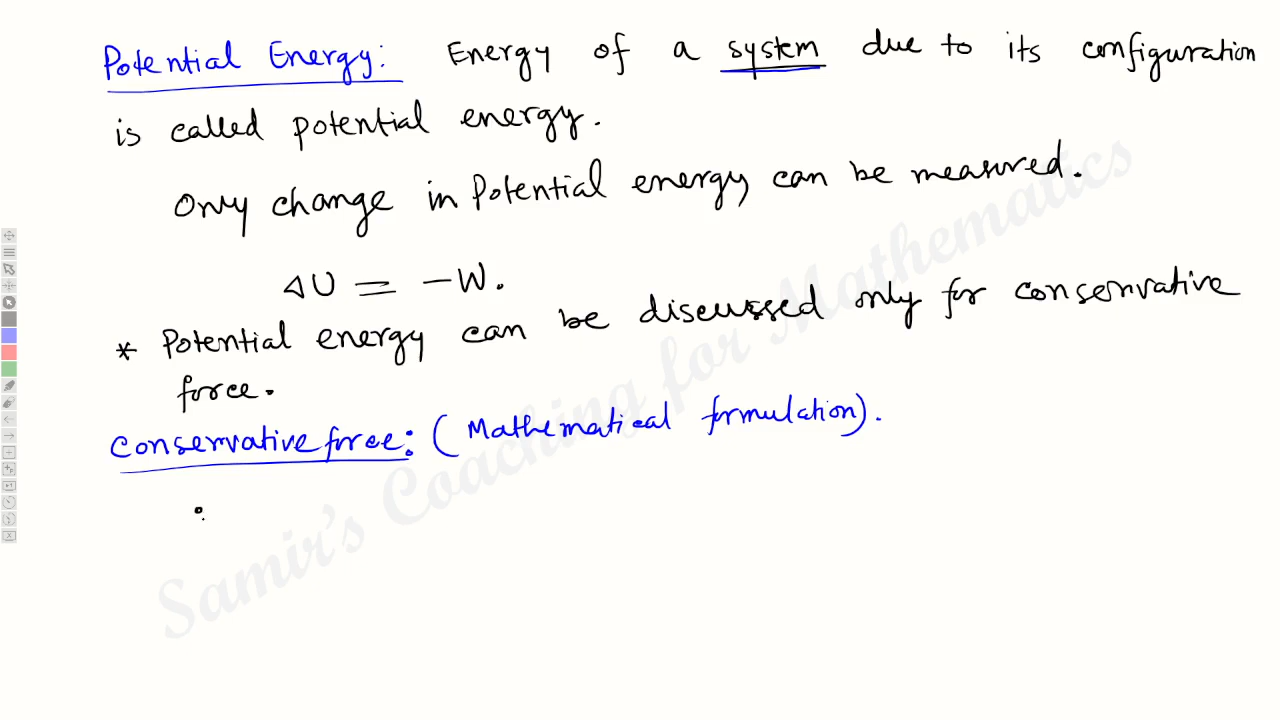 Potential Energy: Energy of a system due to its configuration
is called potential energy.
Only change in Potential energy can be measured.
ΔU = -W.
* Potential energy can be discussed only for conservative
force.
Conservative force: (Mathematical formulation).
Samir's Coaching for Mathematics